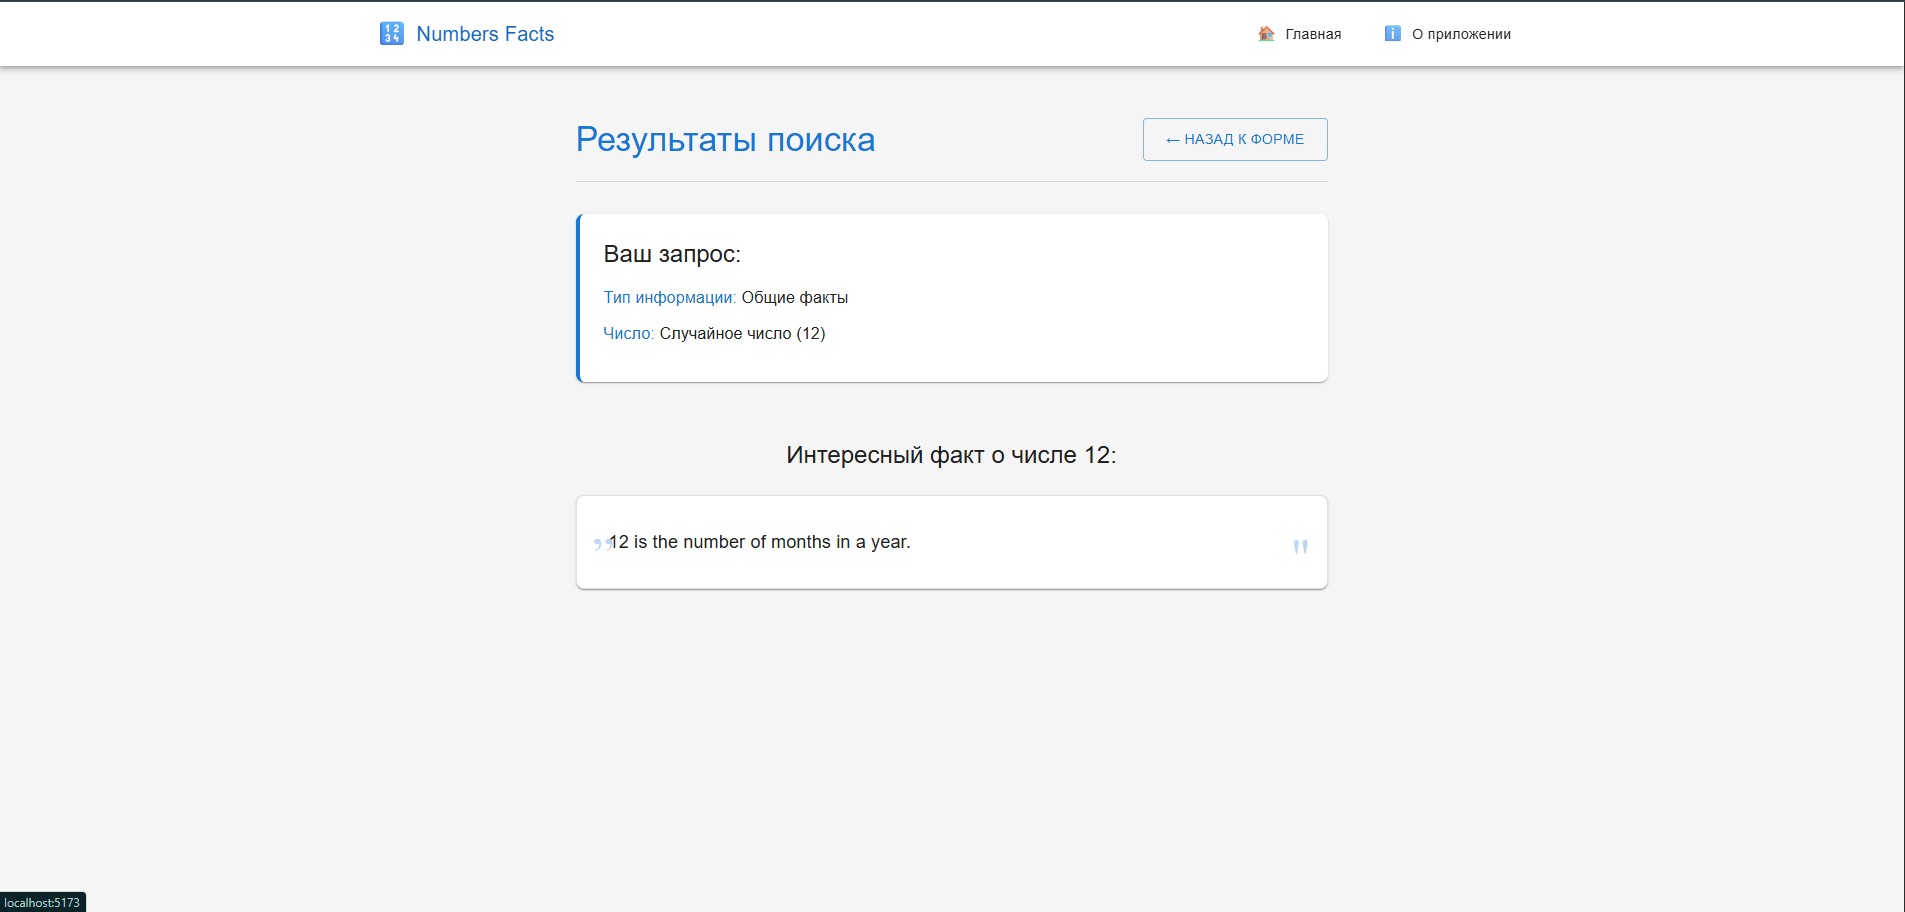 Numbers Facts
Главная
О приложении
Результаты поиска
← НАЗАД К ФОРМЕ
Ваш запрос:
Тип информации: Общие факты
Число: Случайное число (12)
Интересный факт о числе 12:
”12 is the number of months in a year. "
localhost:5173